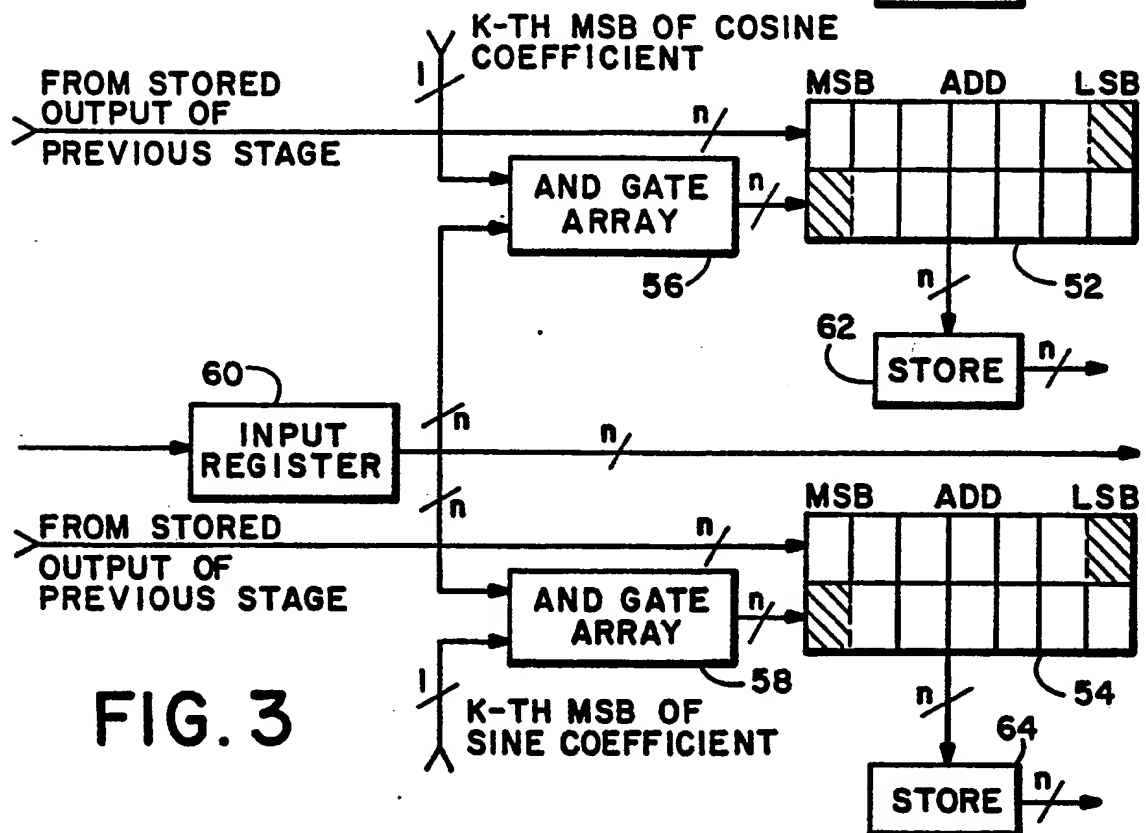 K-TH MSB OF COSINE
COEFFICIENT
1
FROM STORED
OUTPUT OF
PREVIOUS STAGE
n
MSB ADD LSB
AND GATE
ARRAY
n
56
52
n
62
STORE
n
60
INPUT
REGISTER
n
n
n
MSB ADD LSB
FROM STORED
OUTPUT OF
PREVIOUS STAGE
n
AND GATE
ARRAY
n
58
54
1
K-TH MSB OF
SINE COEFFICIENT
n
64
STORE
n
FIG. 3